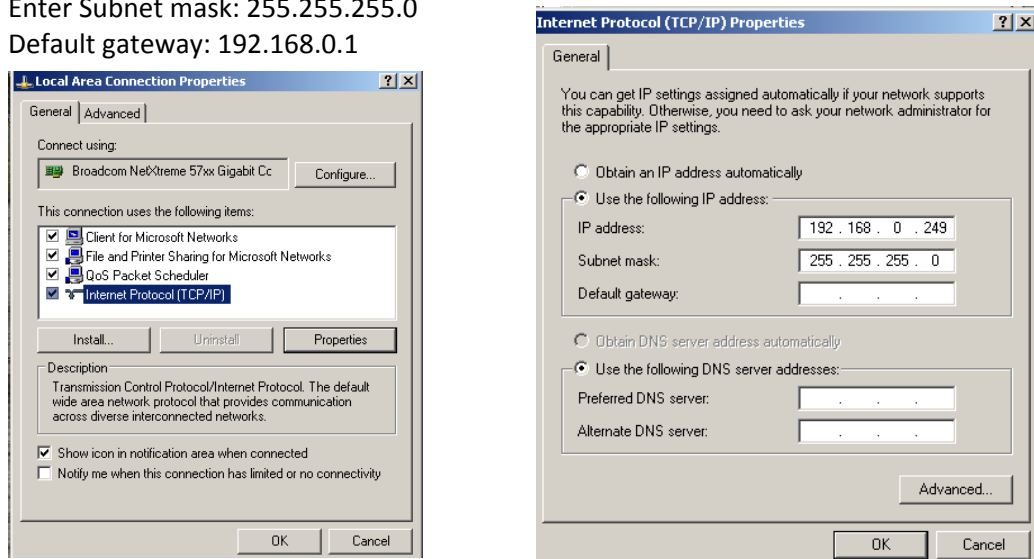 Enter Subnet mask: 255.255.255.0
Default gateway: 192.168.0.1
Local Area Connection Properties
General
Advanced
Connect using:
Broadcom NetXtreme 57xx Gigabit Cc
Configure...
This connection uses the following items:
Client for Microsoft Networks
File and Printer Sharing for Microsoft Networks
QoS Packet Scheduler
Internet Protocol (TCP/IP)
Install...
Uninstall
Properties
Description
Transmission Control Protocol/Internet Protocol. The default
wide area network protocol that provides communication
across diverse interconnected networks.
Show icon in notification area when connected
Notify me when this connection has limited or no connectivity
OK
Cancel
Internet Protocol (TCP/IP) Properties
General
You can get IP settings assigned automatically if your network supports
this capability. Otherwise, you need to ask your network administrator for
the appropriate IP settings.
Obtain an IP address automatically
Use the following IP address:
IP address:
192 . 168 . 0 . 249
Subnet mask:
255 . 255 . 255 . 0
Default gateway:
. . .
Obtain DNS server address automatically
Use the following DNS server addresses:
Preferred DNS server:
. . .
Alternate DNS server:
. . .
Advanced...
OK
Cancel